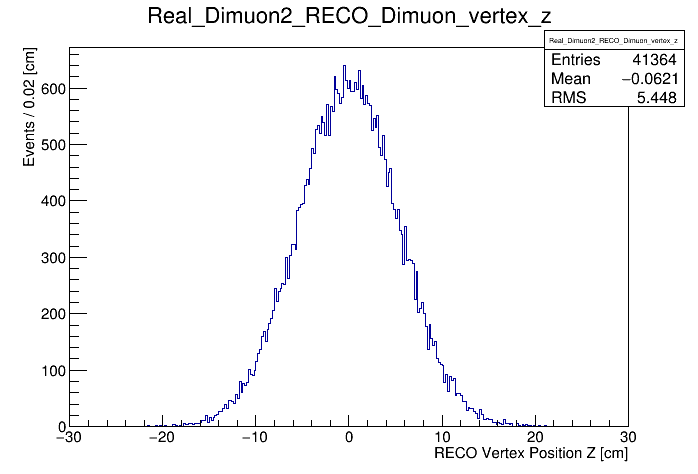 Real_Dimuon2_RECO_Dimuon_vertex_z
Real_Dimuon2_RECO_Dimuon_vertex_z
Entries 41364
Mean −0.0621
RMS 5.448
Events / 0.02 [cm]
600
500
400
300
200
100
0
−30 −20 −10 0 10 20 30
RECO Vertex Position Z [cm]